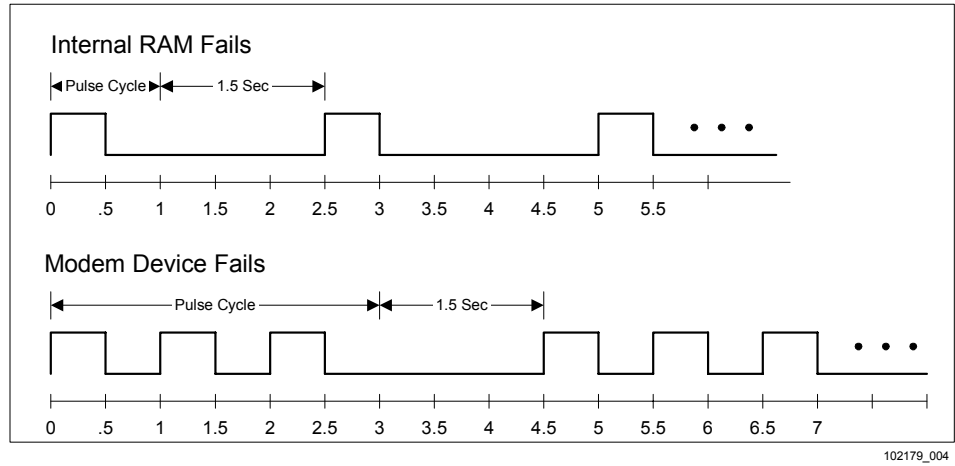 Internal RAM Fails
Pulse Cycle 1.5 Sec
0 .5 1 1.5 2 2.5 3 3.5 4 4.5 5 5.5
Modem Device Fails
Pulse Cycle 1.5 Sec
0 .5 1 1.5 2 2.5 3 3.5 4 4.5 5 5.5 6 6.5 7
102179_004